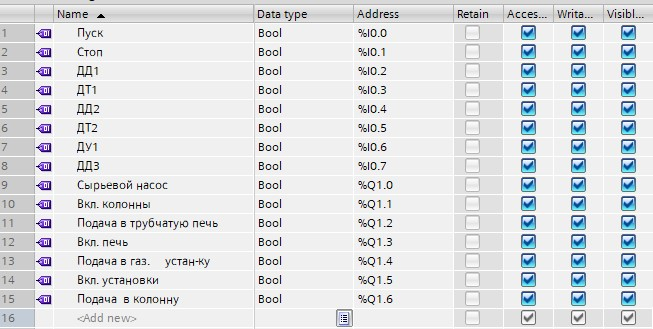 Name Data type Address Retain Acces... Writa... Visibl...
1 Пуск Bool %I0.0
2 Стоп Bool %I0.1
3 ДД1 Bool %I0.2
4 ДТ1 Bool %I0.3
5 ДД2 Bool %I0.4
6 ДТ2 Bool %I0.5
7 ДУ1 Bool %I0.6
8 ДД3 Bool %I0.7
9 Сырьевой насос Bool %Q1.0
10 Вкл. колонны Bool %Q1.1
11 Подача в трубчатую печь Bool %Q1.2
12 Вкл. печь Bool %Q1.3
13 Подача в газ. устан-ку Bool %Q1.4
14 Вкл. установки Bool %Q1.5
15 Подача в колонну Bool %Q1.6
16 <Add new>